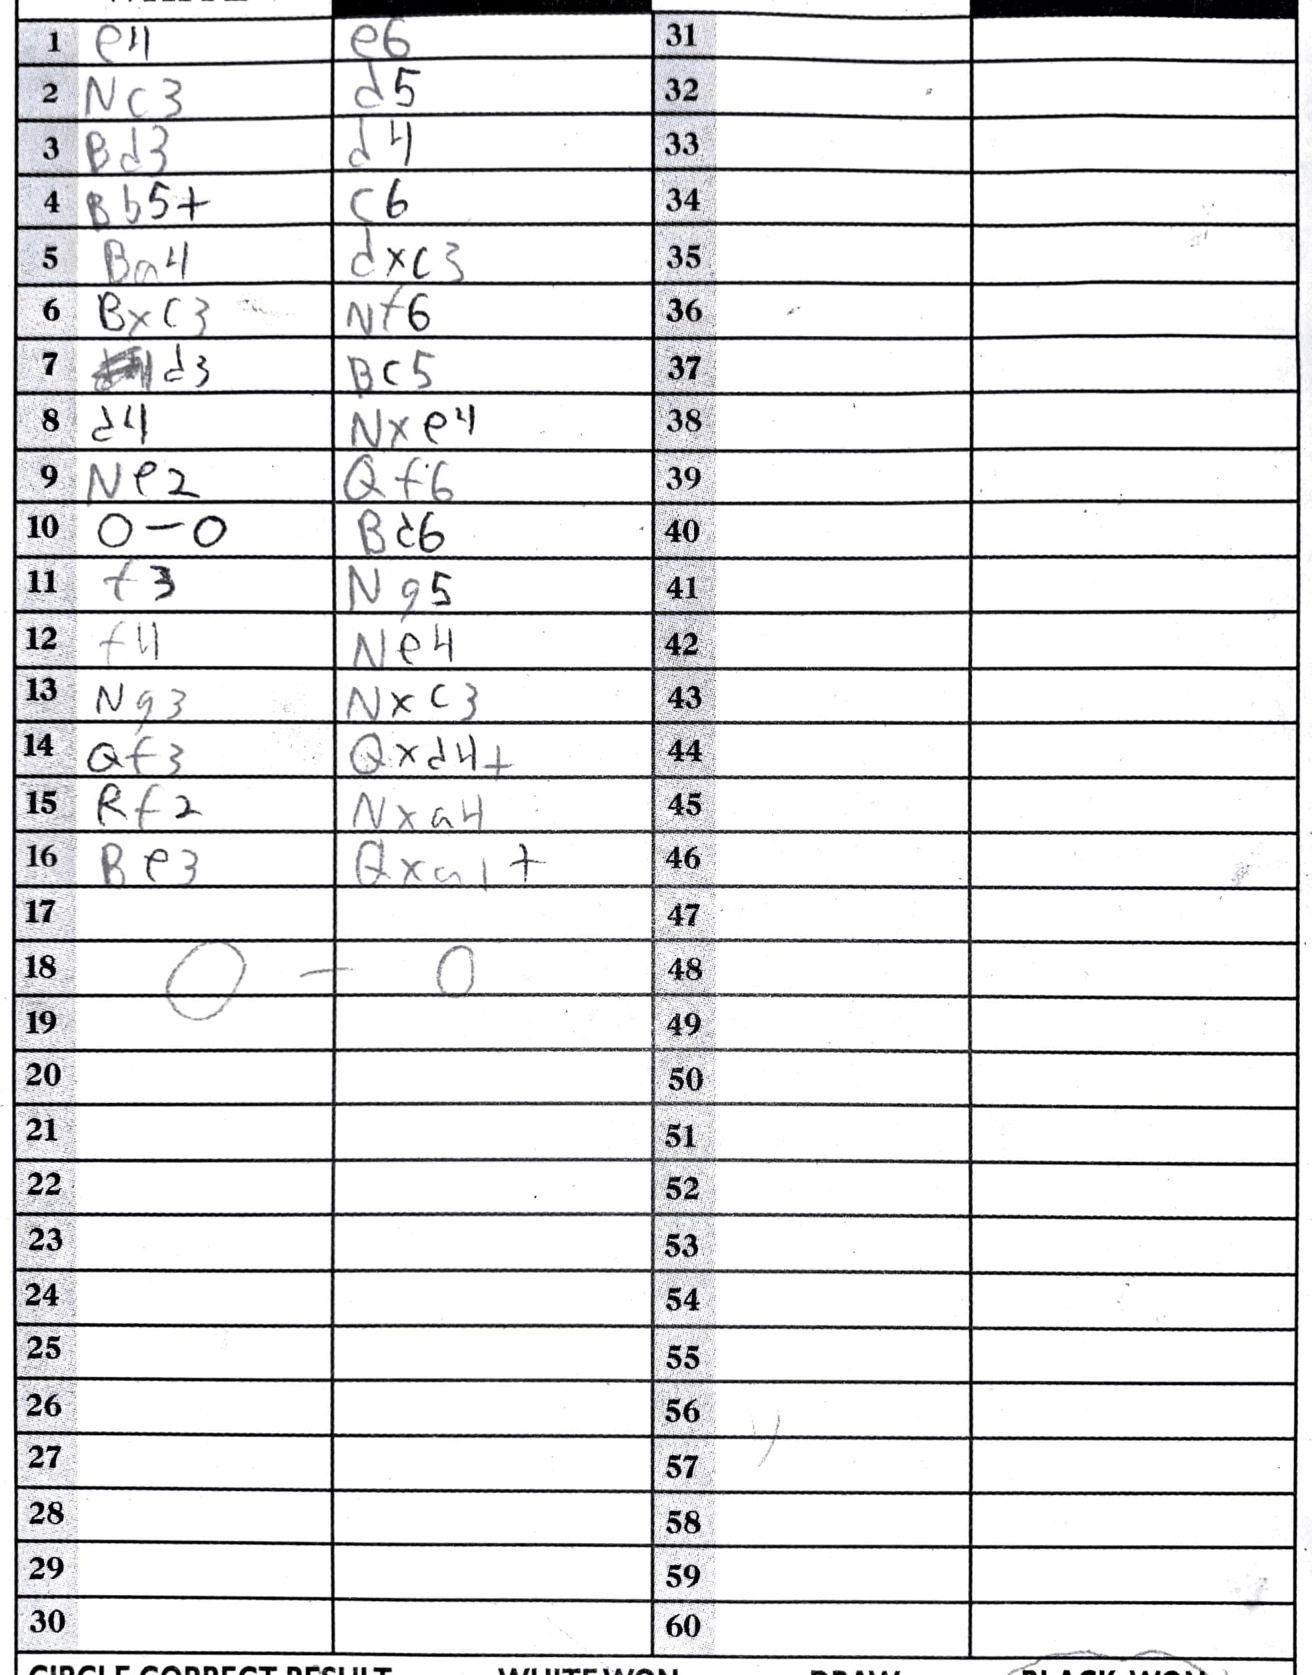 1 e4 e6 31
2 Nc3 d5 32
3 Bd3 d4 33
4 Bb5+ c6 34
5 Ba4 dxc3 35
6 Bxc3 Nf6 36
7 d3 Bc5 37
8 d4 Nxe4 38
9 Ne2 Qf6 39
10 O-O Bd6 40
11 f3 Ng5 41
12 f4 Ne4 42
13 Ng3 Nxc3 43
14 Qf3 Qxd4+ 44
15 Rf2 Nxa4 45
16 Be3 Qxa1+ 46
17 47
18 O - O 48
19 49
20 50
21 51
22 52
23 53
24 54
25 55
26 56
27 57
28 58
29 59
30 60
CIRCLE CORRECT RESULT WHITE WON DRAW BLACK WON